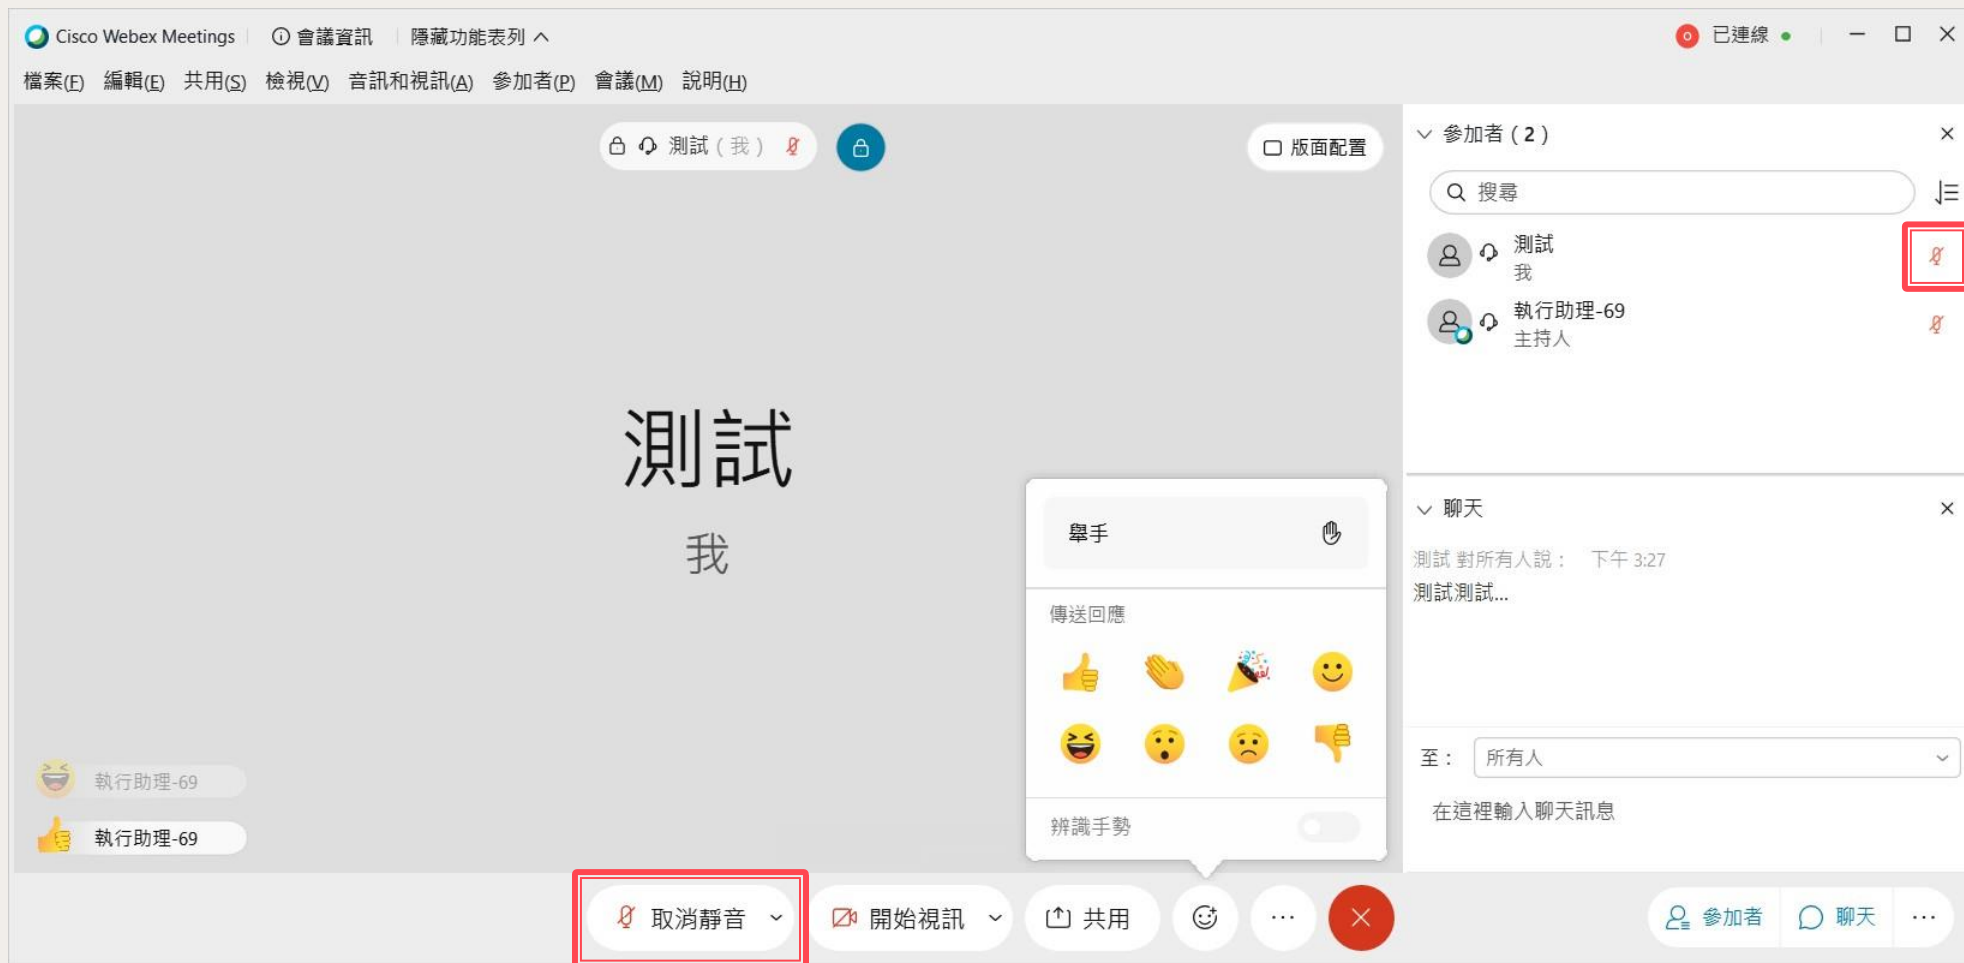 Cisco Webex Meetings 會議資訊 隱藏功能表列 已連線
檔案(F) 編輯(E) 共用(S) 檢視(V) 音訊和視訊(A) 參加者(P) 會議(M) 說明(H)
測試(我)
版面配置
測試
我
執行助理-69
執行助理-69
舉手
傳送回應
辨識手勢
參加者(2)
搜尋
測試
我
執行助理-69
主持人
聊天
測試 對所有人說: 下午 3:27
測試測試...
至: 所有人
在這裡輸入聊天訊息
取消靜音 開始視訊 共用 ... 參加者 聊天 ...